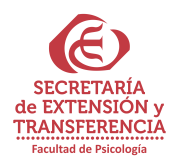 SECRETARÍA
de EXTENSIÓN y
TRANSFERENCIA
Facultad de Psicología